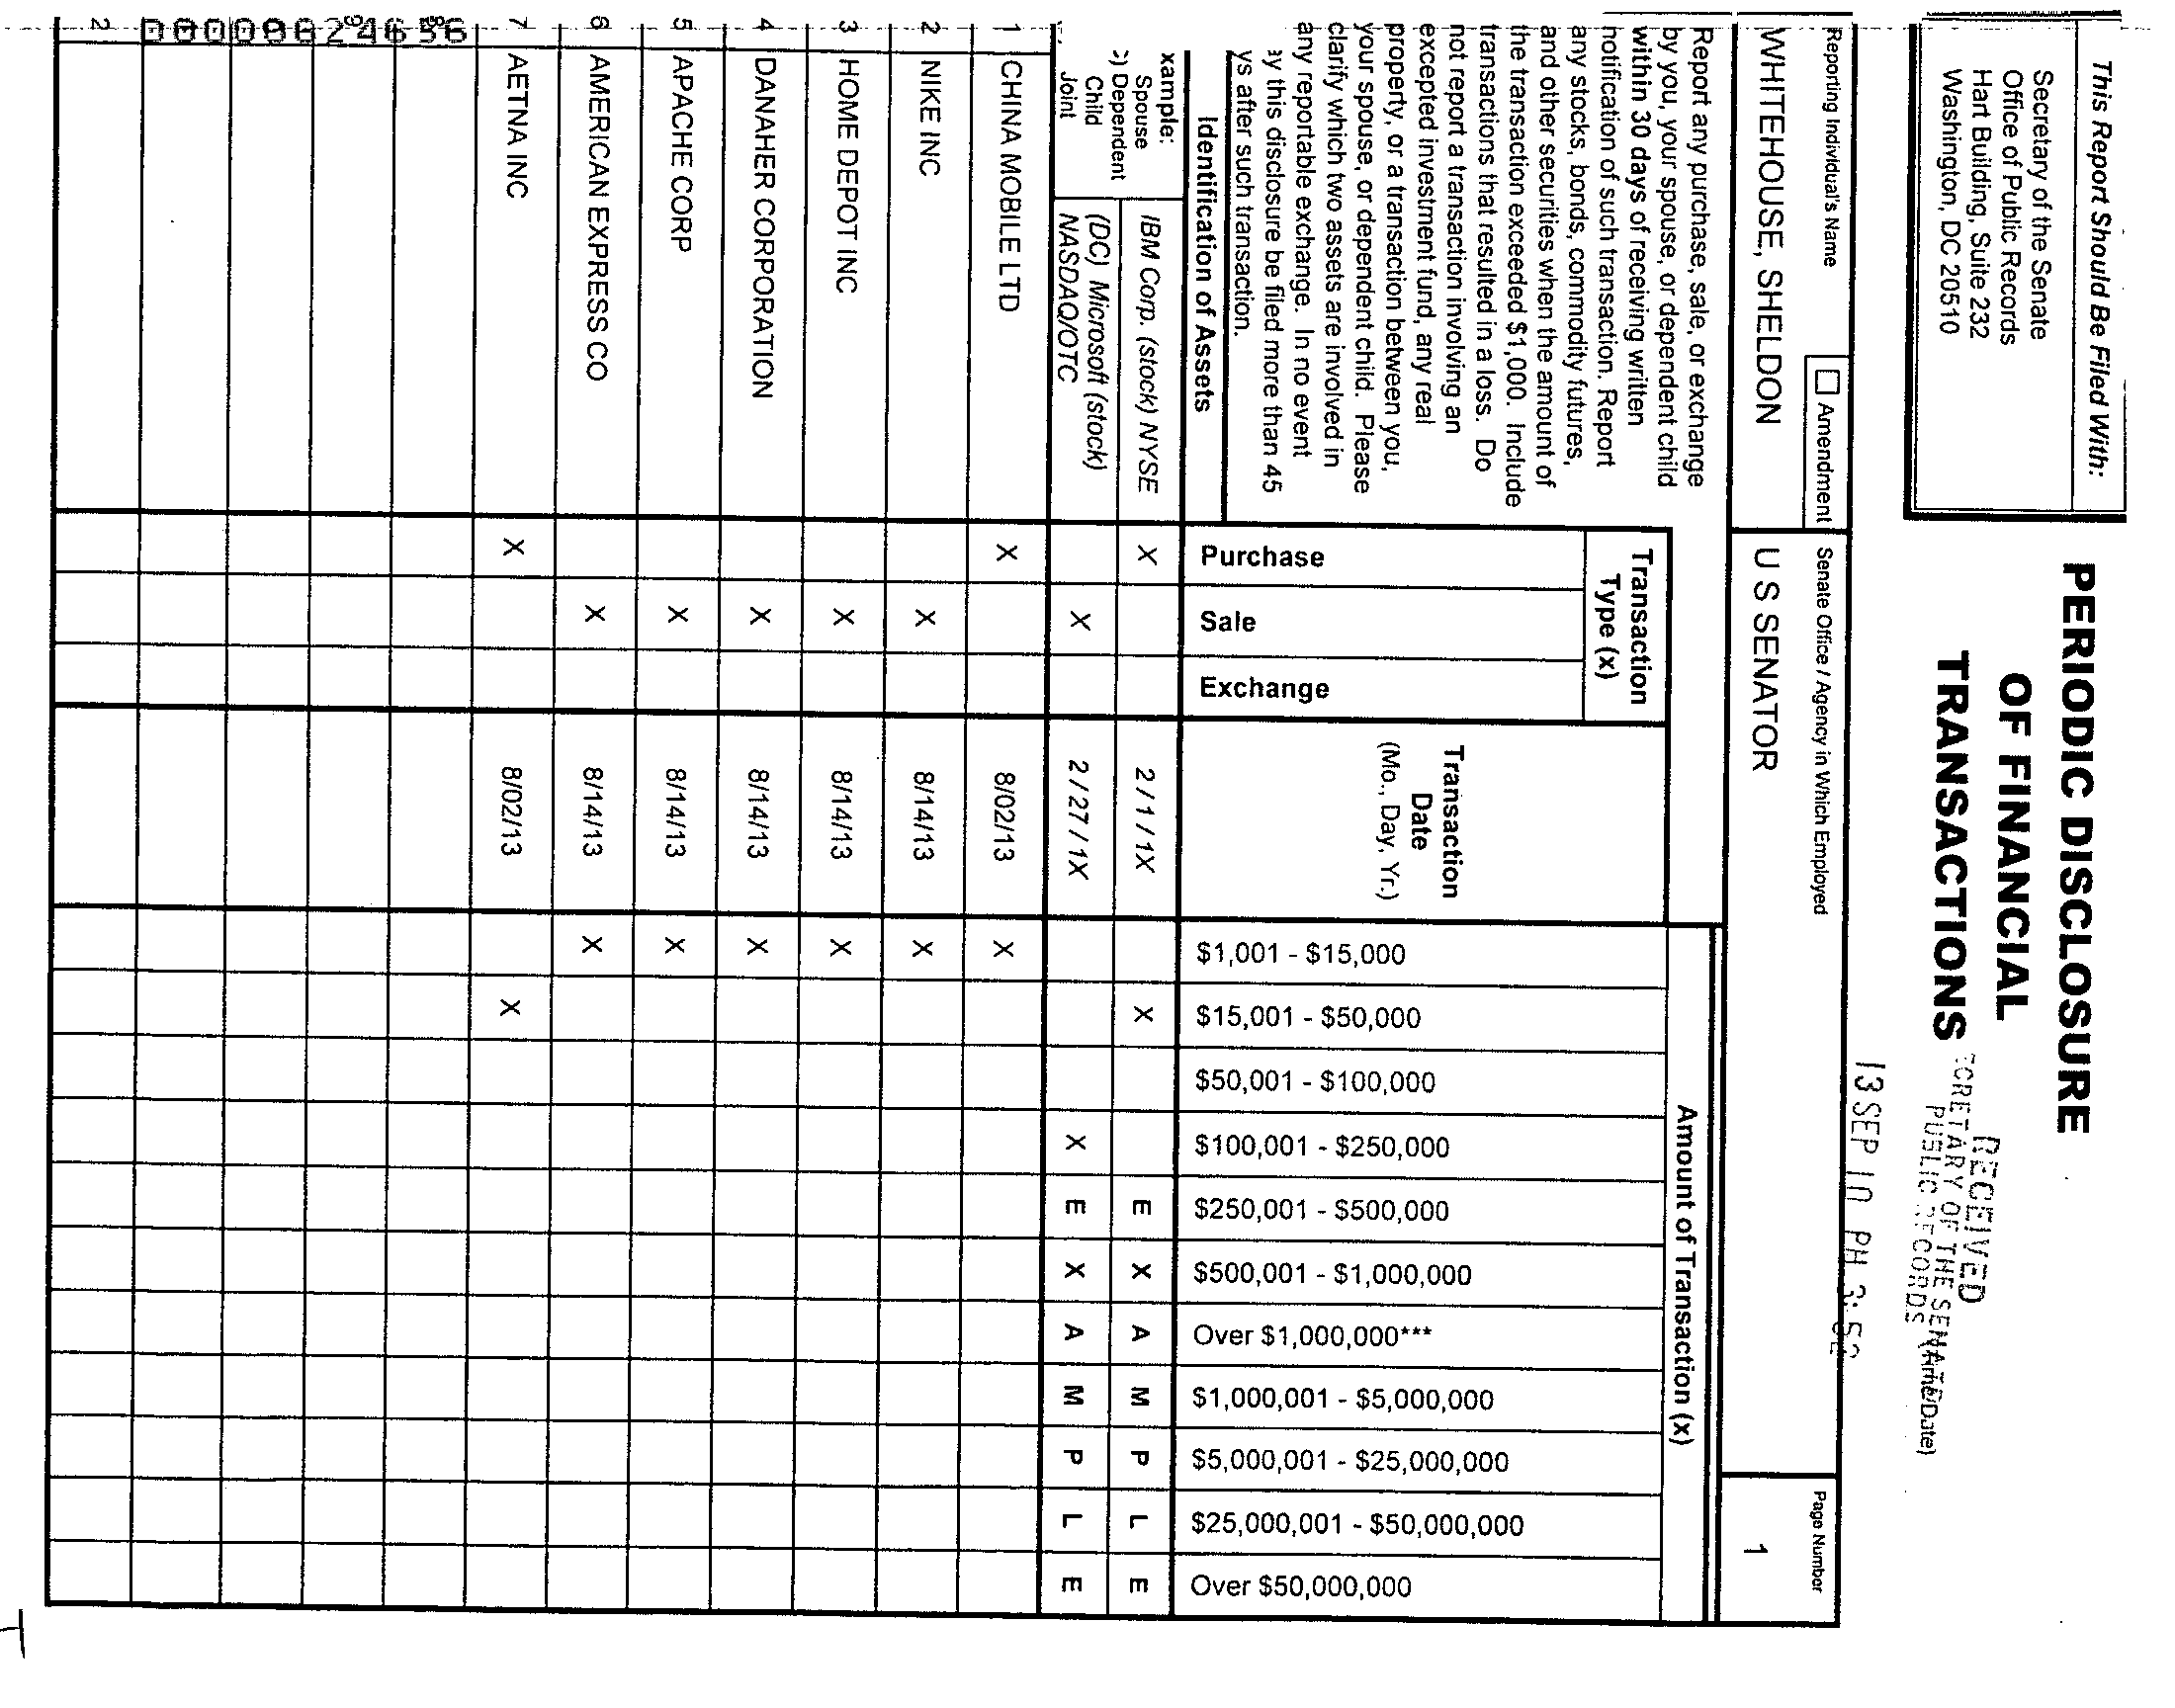 This Report Should Be Filed With:
Secretary of the Senate
Office of Public Records
Hart Building, Suite 232
Washington, DC 20510
PERIODIC DISCLOSURE
OF FINANCIAL
TRANSACTIONS
RECEIVED
OF THE SENATE
PUBLIC RECORDS
13 SEP 10 PM 3:52
Reporting Individual's Name
☐ Amendment
Senate Office / Agency in Which Employed
Page Number
WHITEHOUSE, SHELDON
U S SENATOR
1
Report any purchase, sale, or exchange
by you, your spouse, or dependent child
within 30 days of receiving written
notification of such transaction. Report
any stocks, bonds, commodity futures,
and other securities when the amount of
the transaction exceeded $1,000. Include
transactions that resulted in a loss. Do
not report a transaction involving an
excepted investment fund, any real
property, or a transaction between you,
your spouse, or dependent child. Please
clarify which two assets are involved in
any reportable exchange. In no event
by this disclosure be filed more than 45
ys after such transaction.
Identification of Assets
Transaction
Type (x)
Purchase
Sale
Exchange
Transaction
Date
(Mo., Day, Yr.)
Amount of Transaction (x)
$1,001 - $15,000
$15,001 - $50,000
$50,001 - $100,000
$100,001 - $250,000
$250,001 - $500,000
$500,001 - $1,000,000
Over $1,000,000***
$1,000,001 - $5,000,000
$5,000,001 - $25,000,000
$25,000,001 - $50,000,000
Over $50,000,000
xample:
Spouse
Dependent
Child
Joint
IBM Corp. (stock) NYSE X 2 / 1 / 1X X E X A M P L E
(DC) Microsoft (stock)
NASDAQ/OTC X 2 / 27 / 1X X E X A M P L E
1 CHINA MOBILE LTD X 8/02/13 X
2 NIKE INC X 8/14/13 X
3 HOME DEPOT INC X 8/14/13 X
4 DANAHER CORPORATION X 8/14/13 X
5 APACHE CORP X 8/14/13 X
6 AMERICAN EXPRESS CO X 8/14/13 X
7 AETNA INC X 8/02/13 X
2